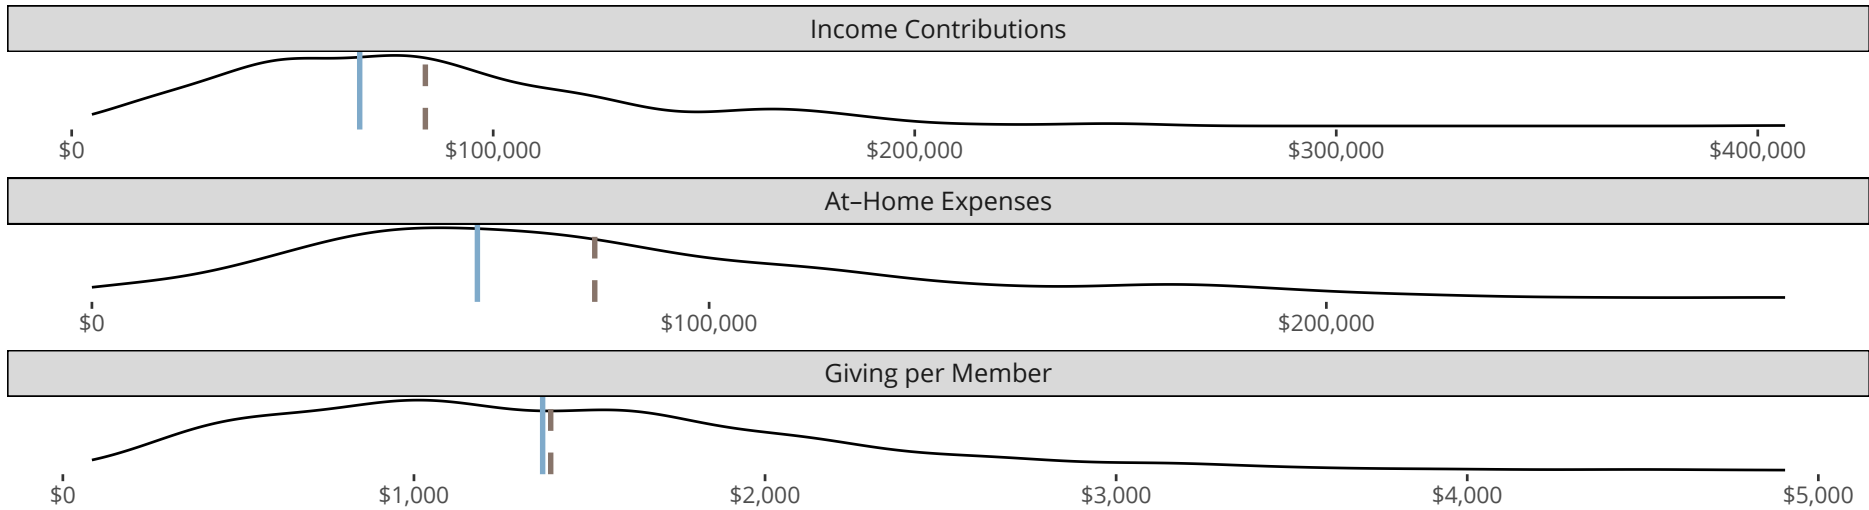 Income Contributions
$0 $100,000 $200,000 $300,000 $400,000
At–Home Expenses
$0 $100,000 $200,000
Giving per Member
$0 $1,000 $2,000 $3,000 $4,000 $5,000